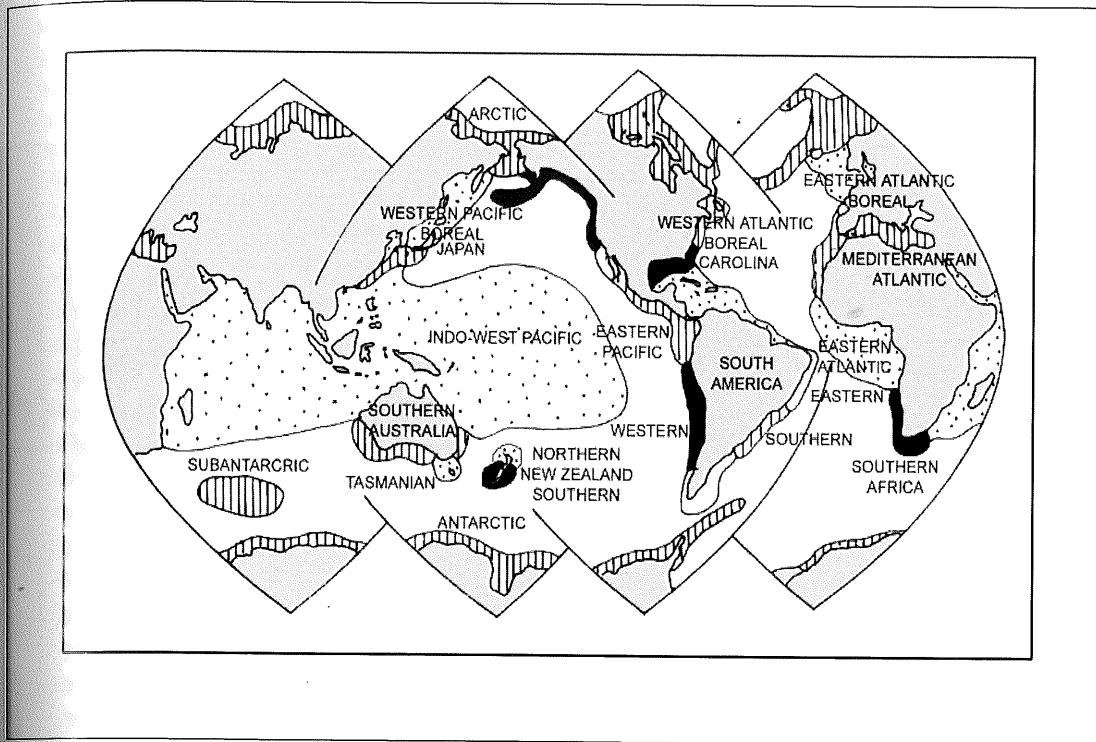 ARCTIC
EASTERN ATLANTIC
BOREAL
WESTERN PACIFIC
BOREAL
JAPAN
WESTERN ATLANTIC
BOREAL
CAROLINA
MEDITERRANEAN
ATLANTIC
INDO-WEST PACIFIC
EASTERN
PACIFIC
SOUTH
AMERICA
EASTERN
ATLANTIC
EASTERN
SOUTHERN
AUSTRALIA
WESTERN
SOUTHERN
SUBANTARCRIC
TASMANIAN
NORTHERN
NEW ZEALAND
SOUTHERN
SOUTHERN
AFRICA
ANTARCTIC